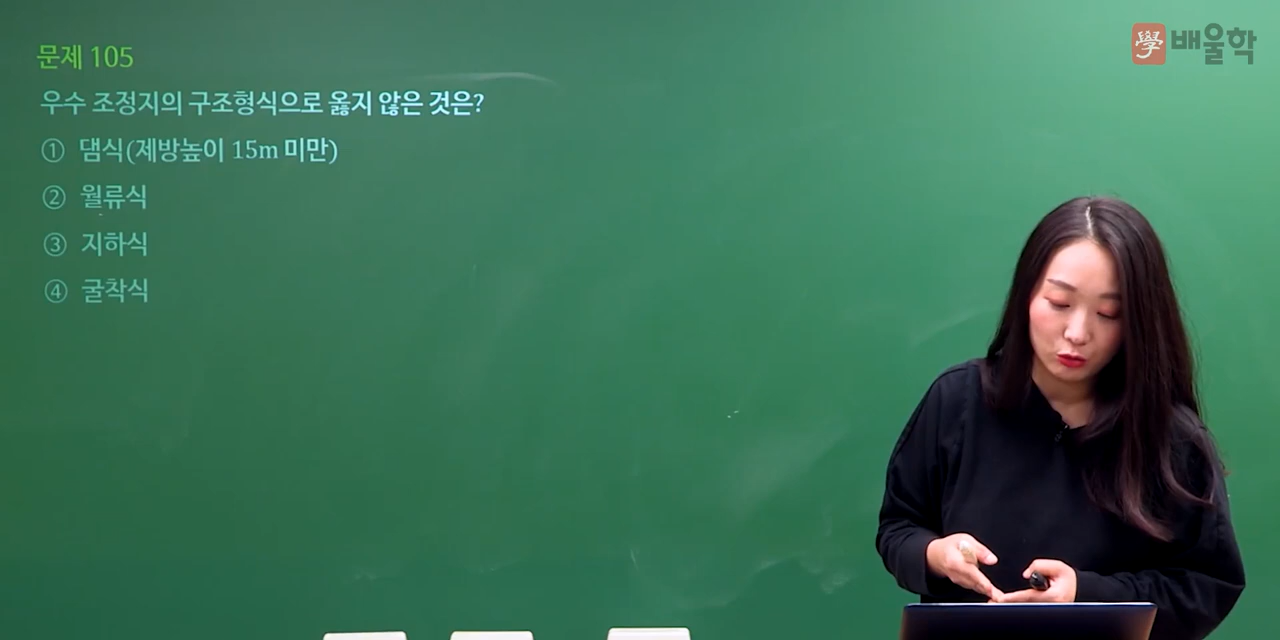 學 배울학
문제 105
우수 조정지의 구조형식으로 옳지 않은 것은?
① 댐식(제방높이 15m 미만)
② 월류식
③ 지하식
④ 굴착식